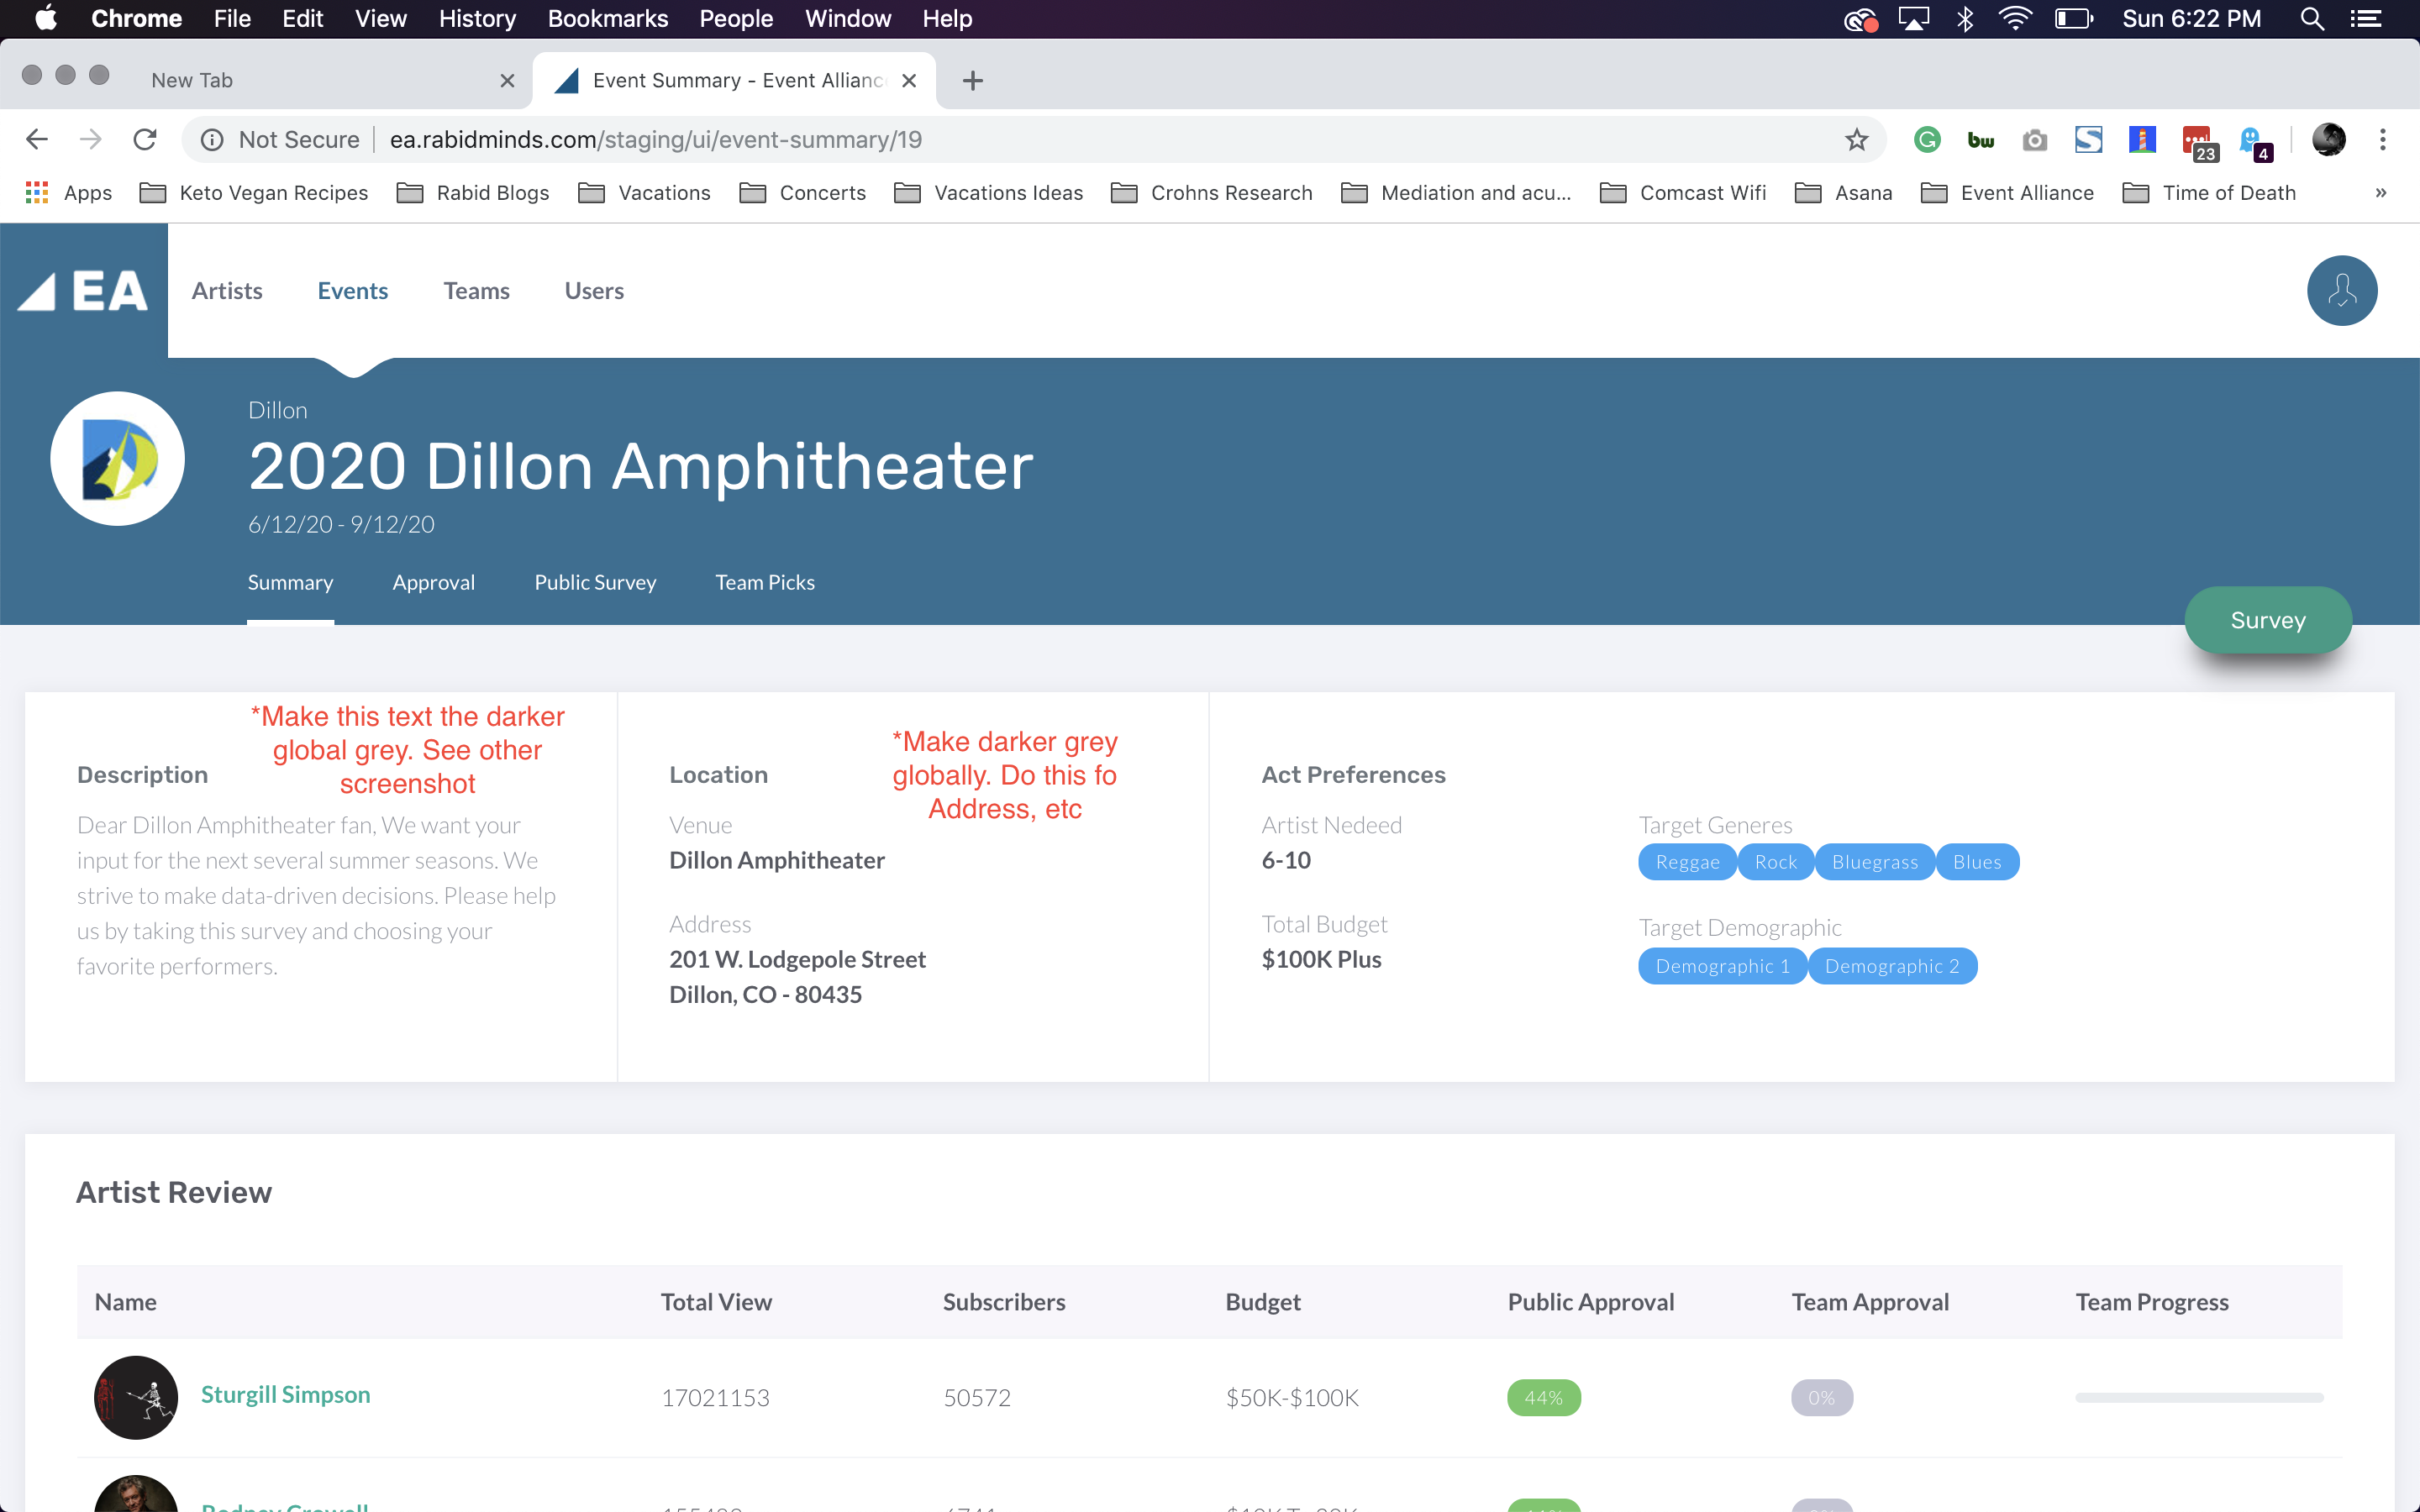 Chrome File Edit View History Bookmarks People Window Help Sun 6:22 PM
New Tab
Event Summary - Event Allianc
Not Secure ea.rabidminds.com/staging/ui/event-summary/19
23
4
Apps Keto Vegan Recipes Rabid Blogs Vacations Concerts Vacations Ideas Crohns Research Mediation and acu... Comcast Wifi Asana Event Alliance Time of Death »
EA
Artists Events Teams Users
Dillon
2020 Dillon Amphitheater
6/12/20 - 9/12/20
Summary Approval Public Survey Team Picks
Survey
*Make this text the darker
global grey. See other
screenshot
Description
Dear Dillon Amphitheater fan, We want your
input for the next several summer seasons. We
strive to make data-driven decisions. Please help
us by taking this survey and choosing your
favorite performers.
*Make darker grey
globally. Do this fo
Address, etc
Location
Venue
Dillon Amphitheater
Address
201 W. Lodgepole Street
Dillon, CO - 80435
Act Preferences
Artist Nedeed
6-10
Total Budget
$100K Plus
Target Generes
Reggae Rock Bluegrass Blues
Target Demographic
Demographic 1 Demographic 2
Artist Review
Name Total View Subscribers Budget Public Approval Team Approval Team Progress
Sturgill Simpson 17021153 50572 $50K-$100K 44% 0%
Rodney Crowell